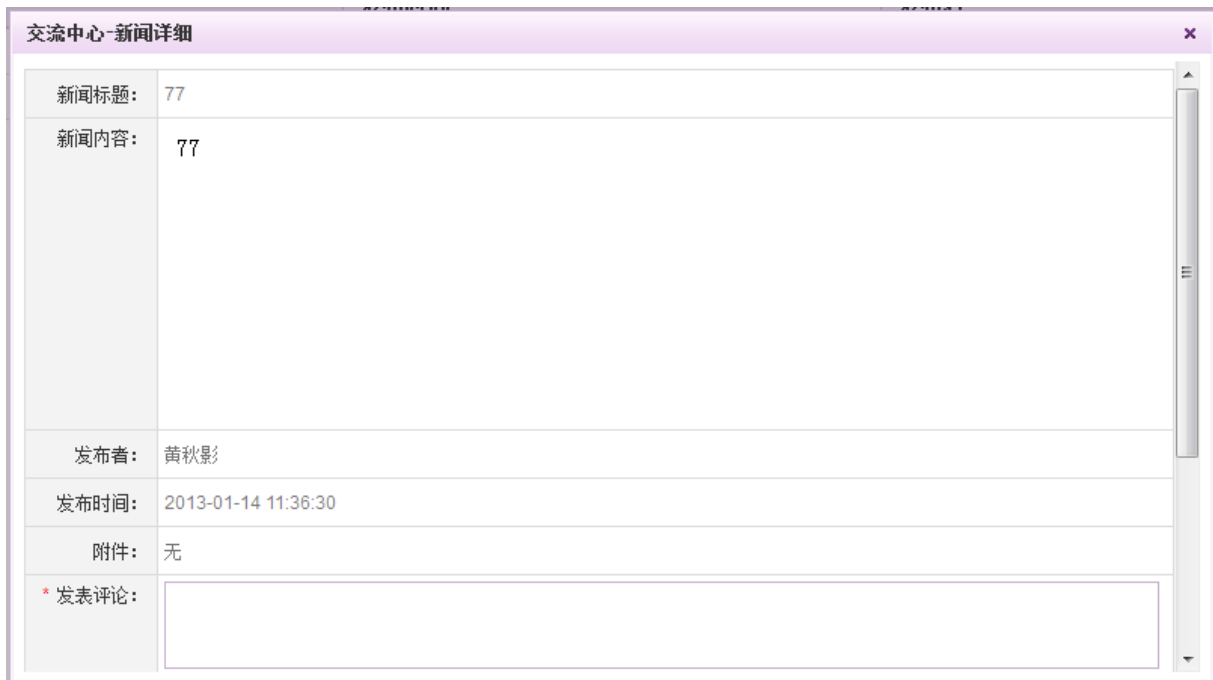 交流中心-新闻详细
新闻标题： 77
新闻内容： 77
发布者： 黄秋影
发布时间： 2013-01-14 11:36:30
附件： 无
* 发表评论：